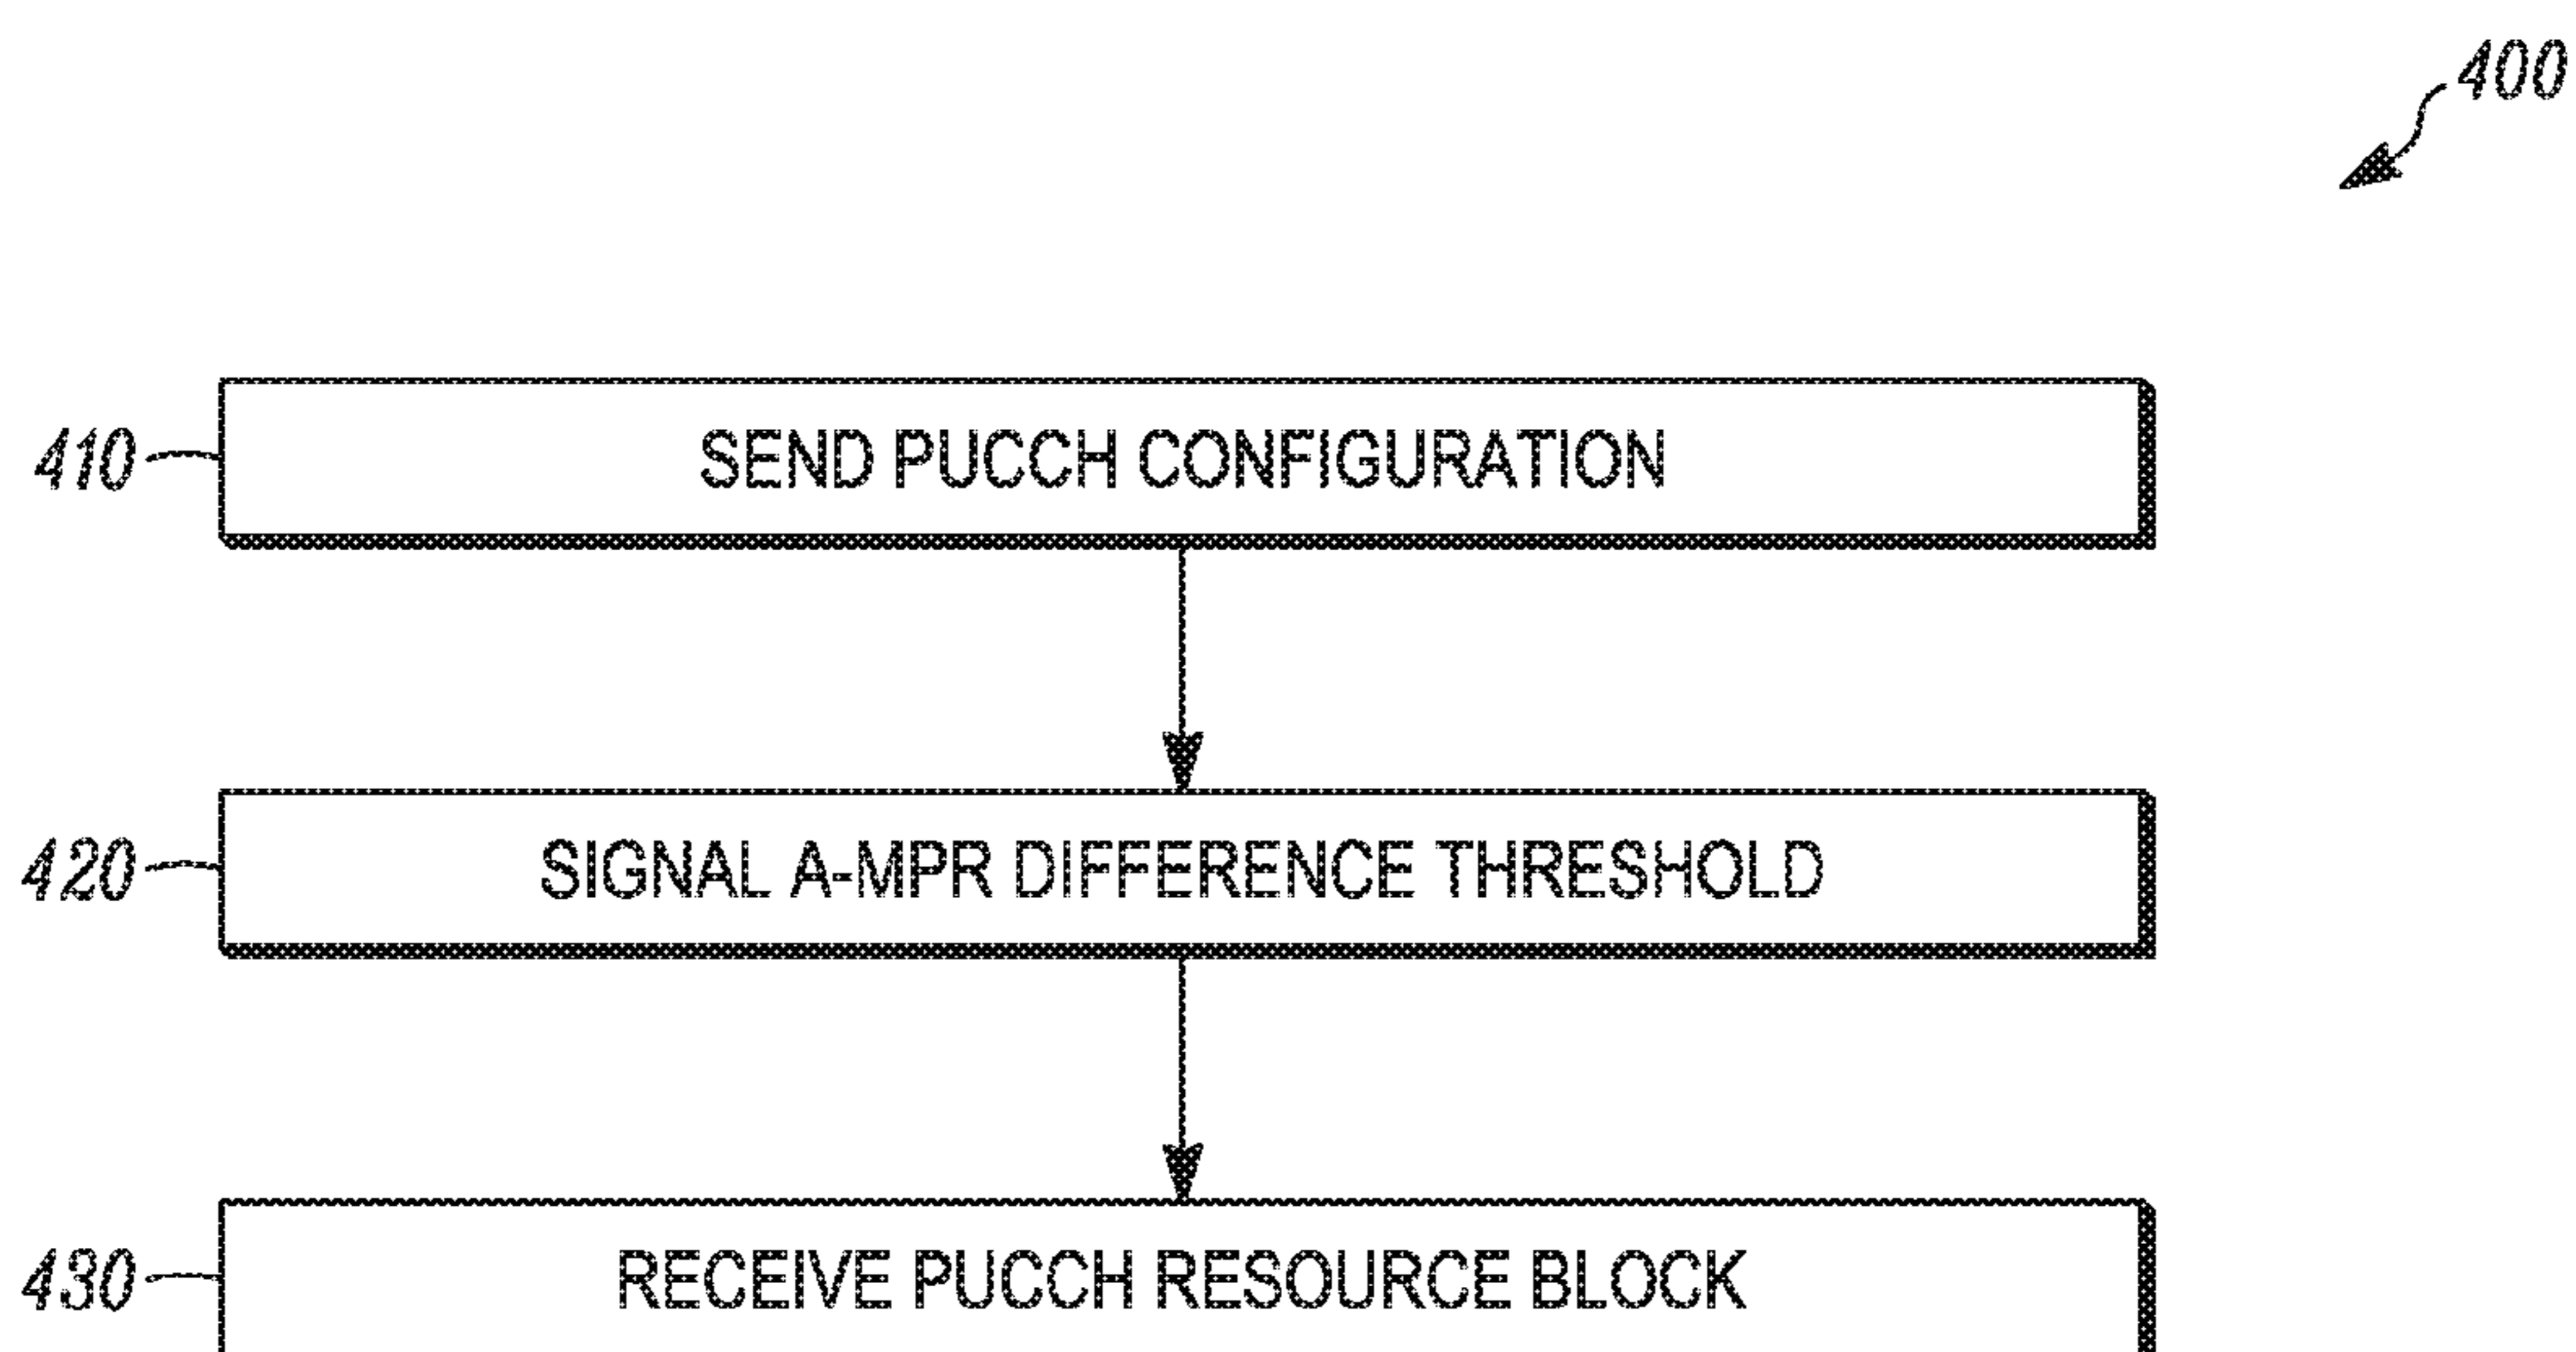 400
410
SEND PUCCH CONFIGURATION
420
SIGNAL A-MPR DIFFERENCE THRESHOLD
430
RECEIVE PUCCH RESOURCE BLOCK